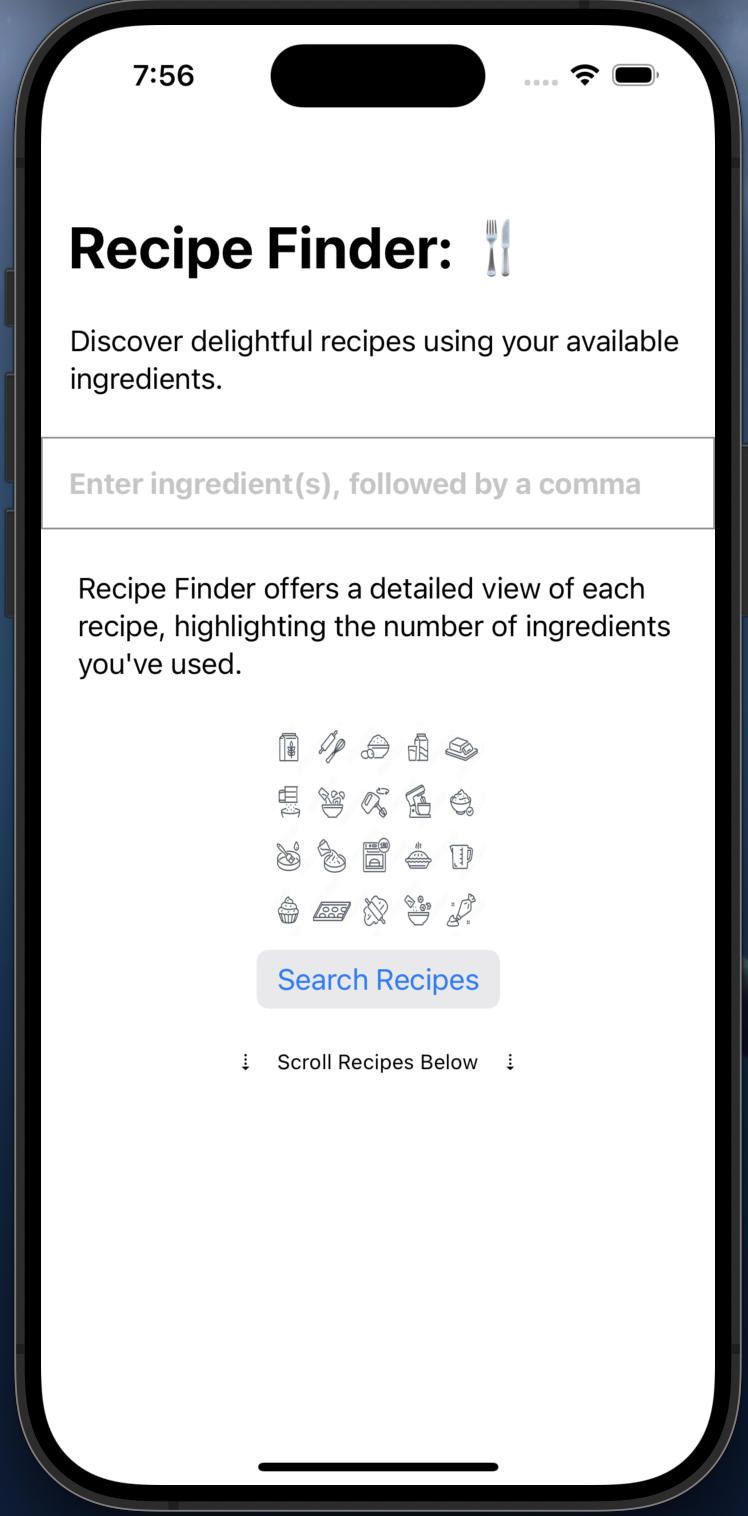 7:56
Recipe Finder: 🍽️
Discover delightful recipes using your available
ingredients.
Enter ingredient(s), followed by a comma
Recipe Finder offers a detailed view of each
recipe, highlighting the number of ingredients
you've used.
Search Recipes
⇣ Scroll Recipes Below ⇣